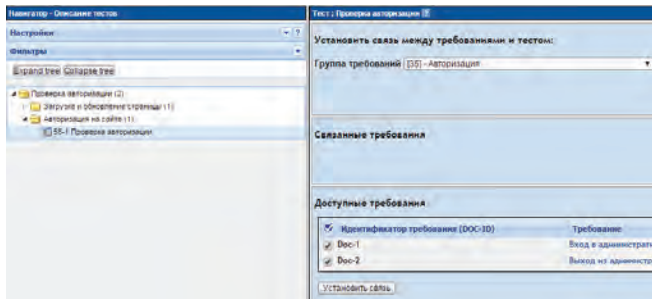 Навигатор - Описание тестов
Настройки
Фильтры
Expand tree Collapse tree
Проверка авторизации (2)
Загрузка и обновление страницы (1)
Авторизация на сайте (1)
55-1 Проверка авторизации
Тест : Проверка авторизации
Установить связь между требованиями и тестом:
Группа требований [35] - Авторизация
Связанные требования
Доступные требования
Идентификатор требования (DOC-ID) Требование
Doc-1 Вход в администрати
Doc-2 Выход из администр
Установить связь